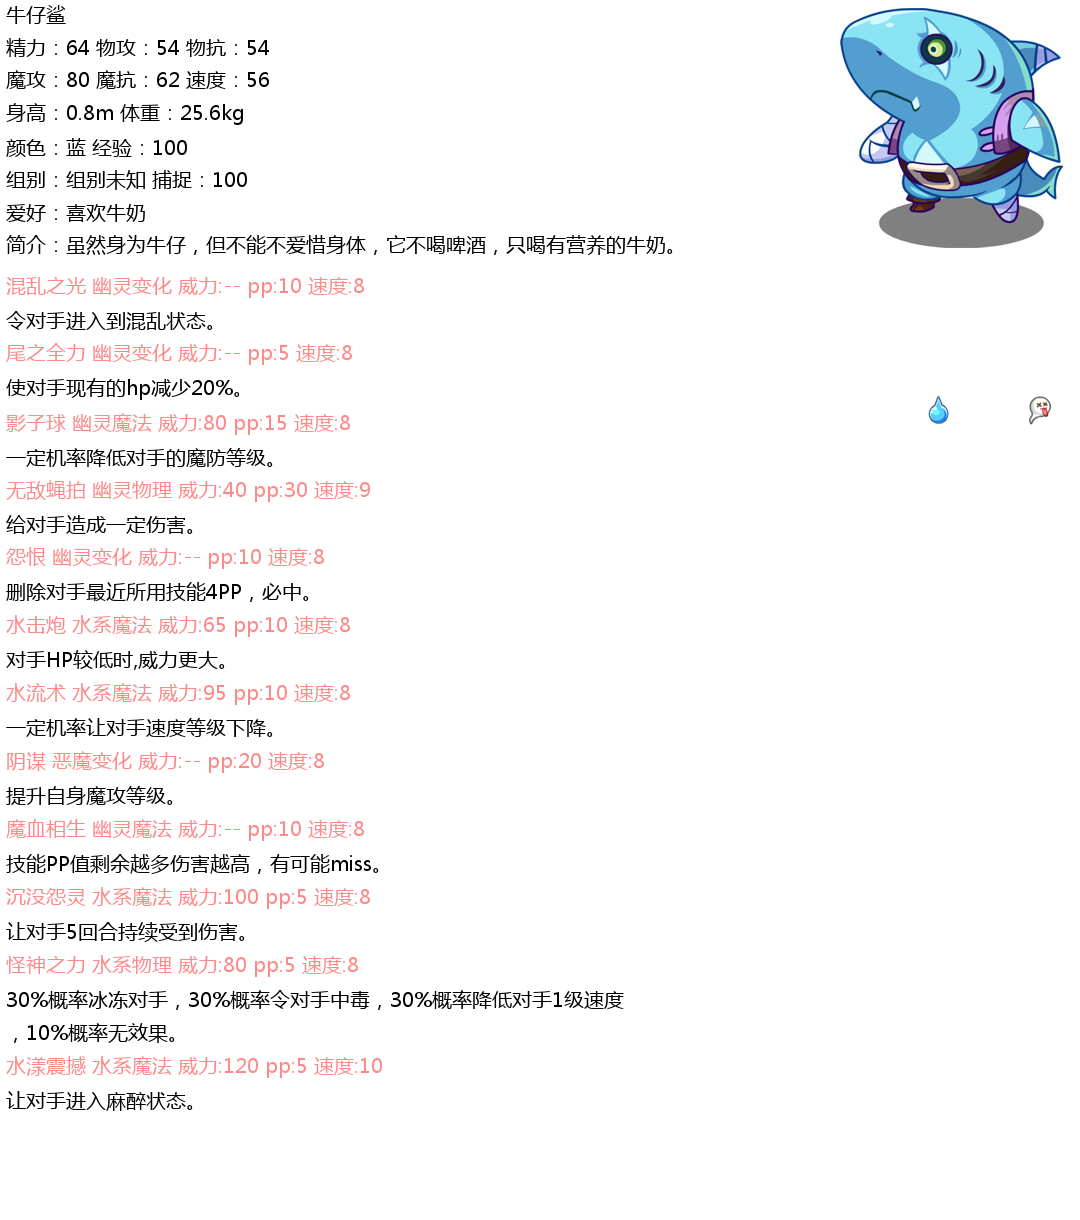 牛仔鲨
精力：64 物攻：54 物抗：54
魔攻：80 魔抗：62 速度：56
身高：0.8m 体重：25.6kg
颜色：蓝 经验：100
组别：组别未知 捕捉：100
爱好：喜欢牛奶
简介：虽然身为牛仔，但不能不爱惜身体，它不喝啤酒，只喝有营养的牛奶。
混乱之光 幽灵变化 威力:-- pp:10 速度:8
令对手进入到混乱状态。
尾之全力 幽灵变化 威力:-- pp:5 速度:8
使对手现有的hp减少20%。
影子球 幽灵魔法 威力:80 pp:15 速度:8
一定机率降低对手的魔防等级。
无敌蝇拍 幽灵物理 威力:40 pp:30 速度:9
给对手造成一定伤害。
怨恨 幽灵变化 威力:-- pp:10 速度:8
删除对手最近所用技能4PP，必中。
水击炮 水系魔法 威力:65 pp:10 速度:8
对手HP较低时,威力更大。
水流术 水系魔法 威力:95 pp:10 速度:8
一定机率让对手速度等级下降。
阴谋 恶魔变化 威力:-- pp:20 速度:8
提升自身魔攻等级。
魔血相生 幽灵魔法 威力:-- pp:10 速度:8
技能PP值剩余越多伤害越高，有可能miss。
沉没怨灵 水系魔法 威力:100 pp:5 速度:8
让对手5回合持续受到伤害。
怪神之力 水系物理 威力:80 pp:5 速度:8
30%概率冰冻对手，30%概率令对手中毒，30%概率降低对手1级速度
，10%概率无效果。
水漾震撼 水系魔法 威力:120 pp:5 速度:10
让对手进入麻醉状态。